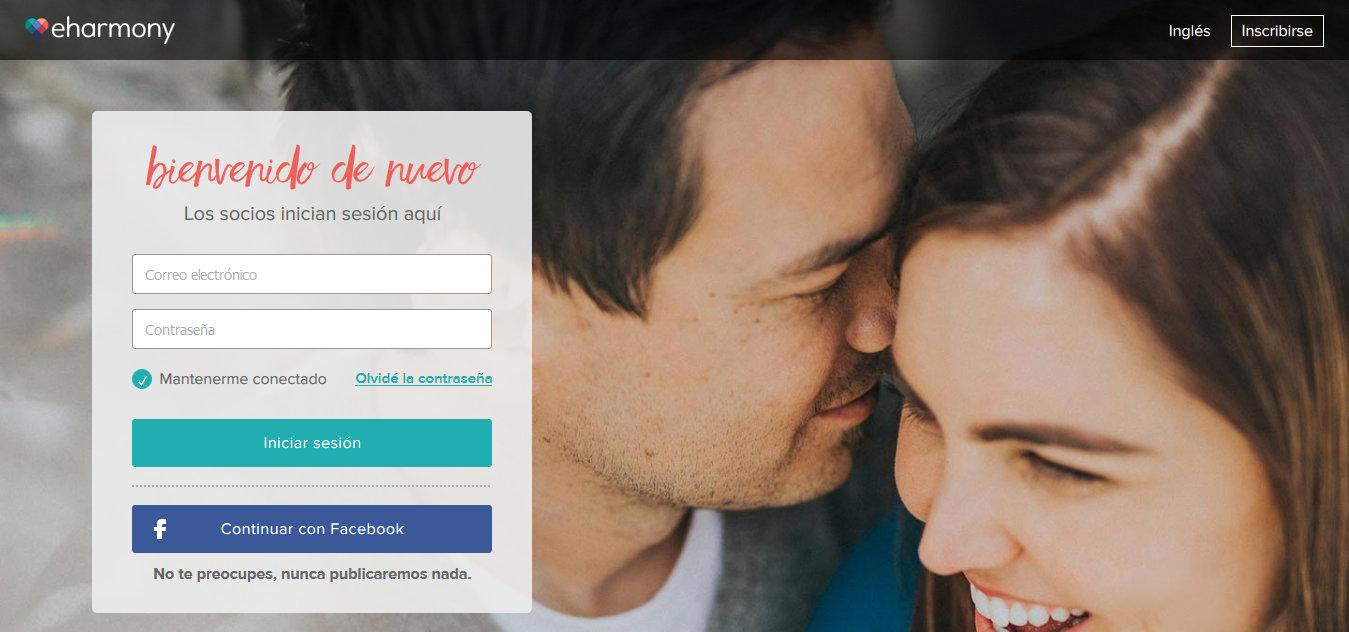 eharmony
Inglés
Inscribirse
bienvenido de nuevo
Los socios inician sesión aquí
Correo electrónico
Contraseña
Mantenerme conectado
Olvidé la contraseña
Iniciar sesión
Continuar con Facebook
No te preocupes, nunca publicaremos nada.